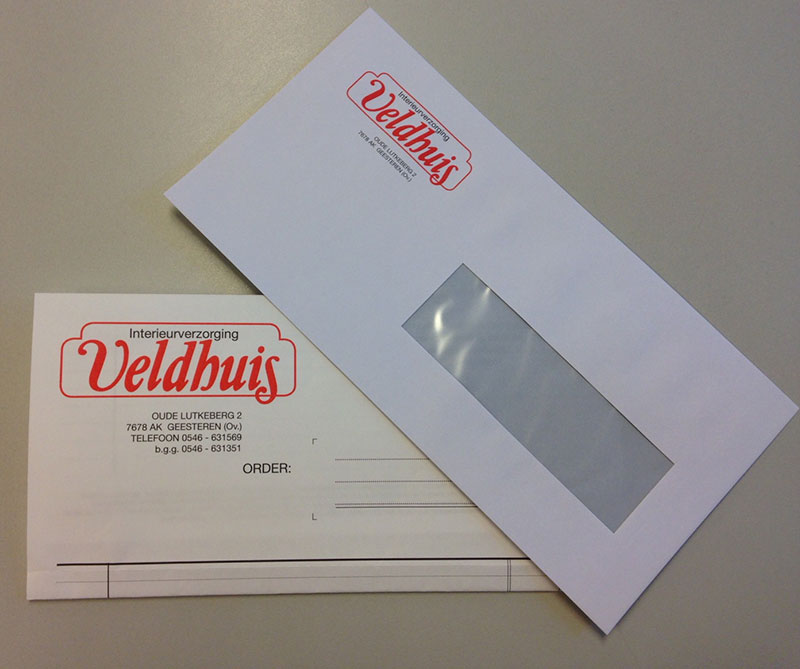 Interieurverzorging
Veldhuis
OUDE LUTKEBERG 2
7678 AK GEESTEREN (Ov.)
Interieurverzorging
Veldhuis
OUDE LUTKEBERG 2
7678 AK GEESTEREN (Ov.)
TELEFOON 0546 - 631569
b.g.g. 0546 - 631351
ORDER: